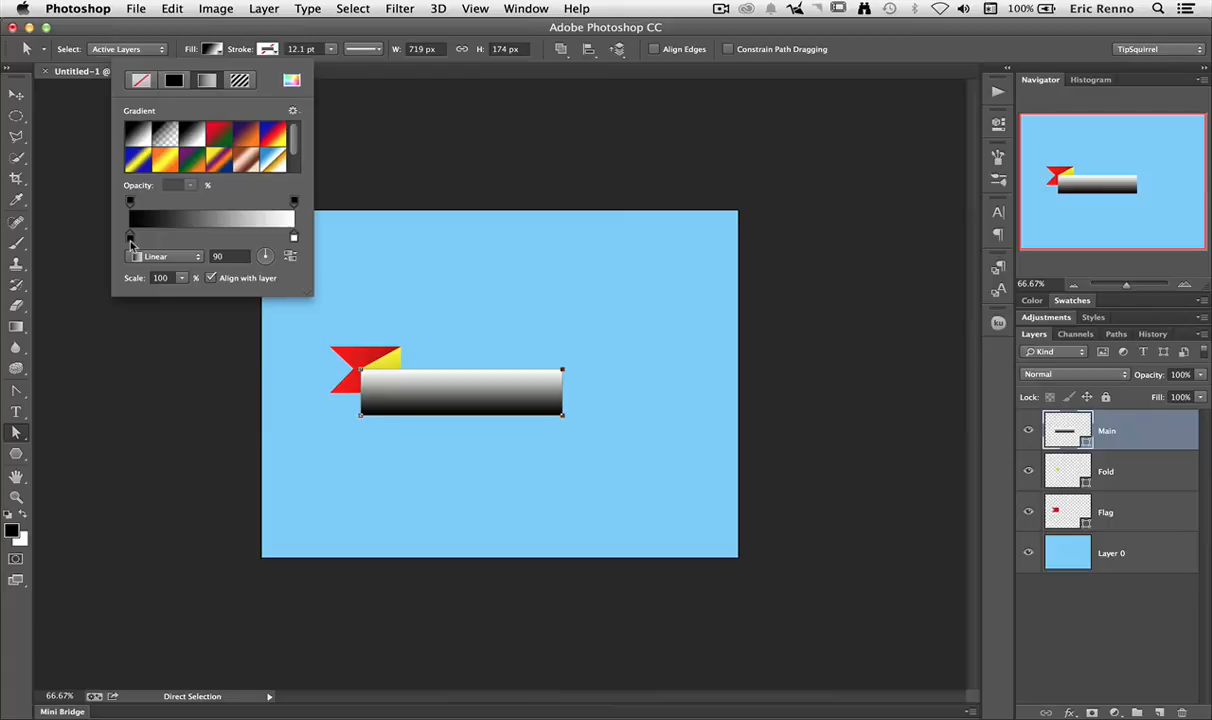 Photoshop File Edit Image Layer Type Select Filter 3D View Window Help 100% Eric Renno
Adobe Photoshop CC
Select: Active Layers Fill: Stroke: 12.1 pt W: 719 px H: 174 px Align Edges Constrain Path Dragging TipSquirrel
Untitled-1 @
Navigator Histogram
Gradient
Opacity: %
Linear 90
Scale: 100 % Align with layer
66.67%
Color Swatches
Adjustments Styles
Layers Channels Paths History
Kind
Normal Opacity: 100%
Lock: Fill: 100%
Main
Fold
Flag
Layer 0
ku
66.67% Direct Selection
Mini Bridge